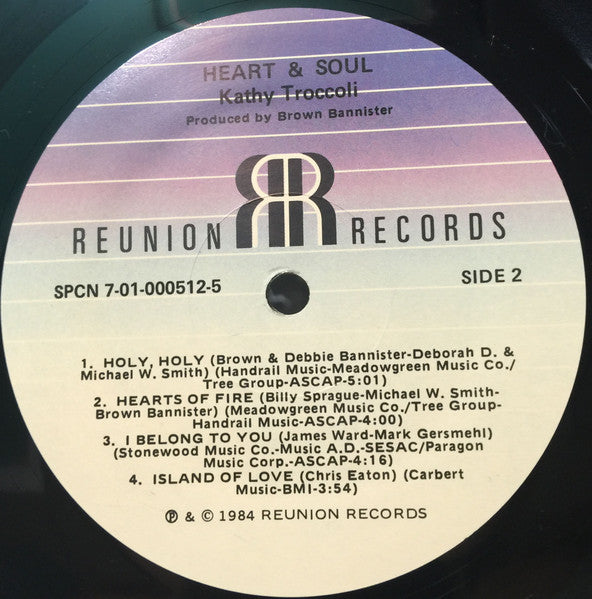 HEART & SOUL
Kathy Troccoli
Produced by Brown Bannister
REUNION RECORDS
SPCN 7-01-000512-5 SIDE 2
1. HOLY, HOLY (Brown & Debbie Bannister-Deborah D. &
Michael W. Smith) (Handrail Music-Meadowgreen Music Co./
Tree Group-ASCAP-5:01)
2. HEARTS OF FIRE (Billy Sprague-Michael W. Smith-
Brown Bannister) (Meadowgreen Music Co./Tree Group-
Handrail Music-ASCAP-4:00)
3. I BELONG TO YOU (James Ward-Mark Gersmehl)
(Stonewood Music Co.-Music A.D.-SESAC/Paragon
Music Corp.-ASCAP-4:16)
4. ISLAND OF LOVE (Chris Eaton) (Carbert
Music-BMI-3:54)
℗ & © 1984 REUNION RECORDS